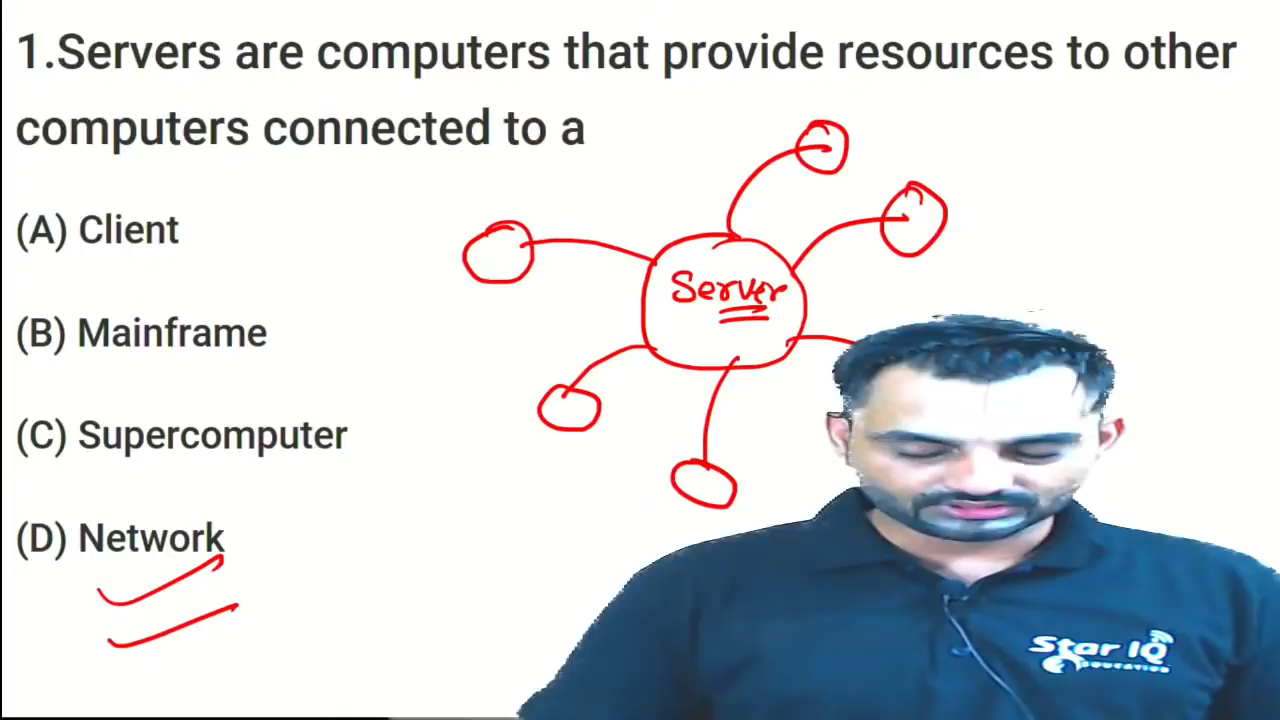 1.Servers are computers that provide resources to other
computers connected to a
(A) Client
Server
(B) Mainframe
(C) Supercomputer
(D) Network
Star IQ
EDUCATION